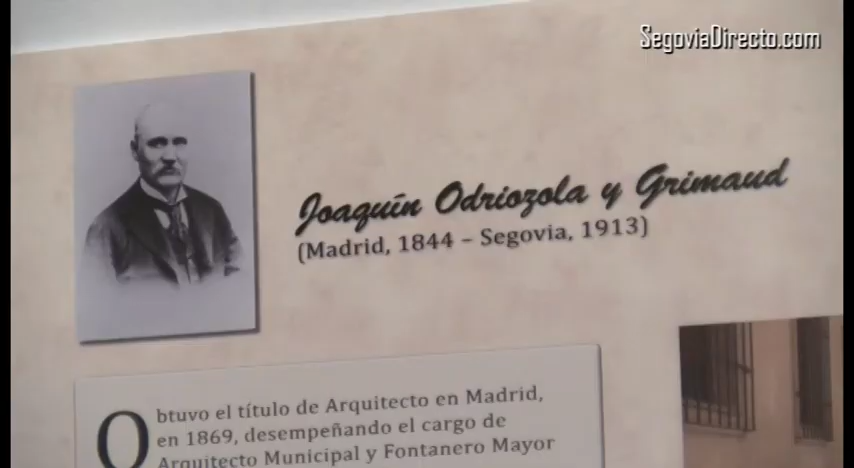 SegoviaDirecto.com
Joaquín Odriozola y Grimaud
(Madrid, 1844 – Segovia, 1913)
Obtuvo el título de Arquitecto en Madrid,
en 1869, desempeñando el cargo de
Arquitecto Municipal y Fontanero Mayor